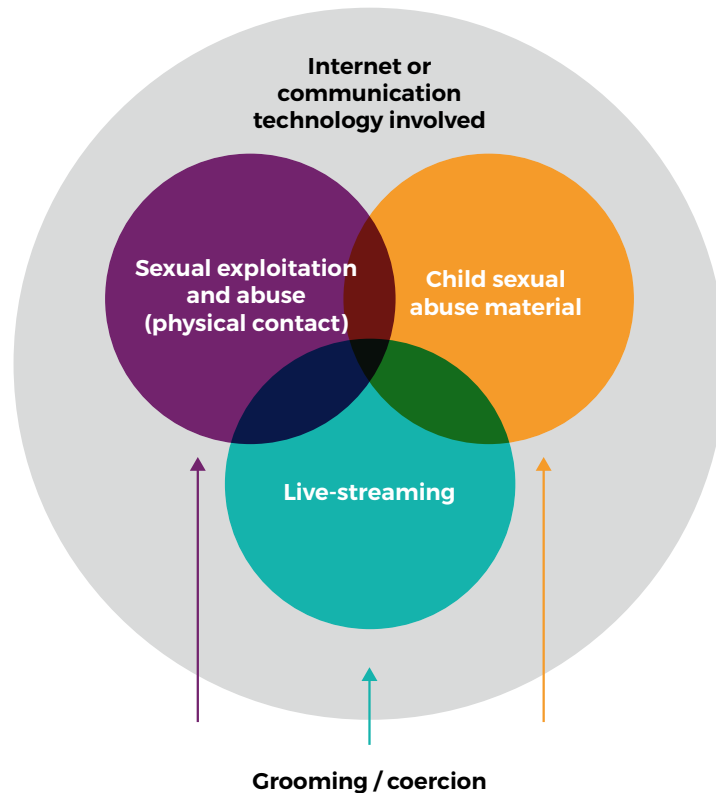 Internet or
communication
technology involved
Sexual exploitation
and abuse
(physical contact)
Child sexual
abuse material
Live-streaming
Grooming / coercion